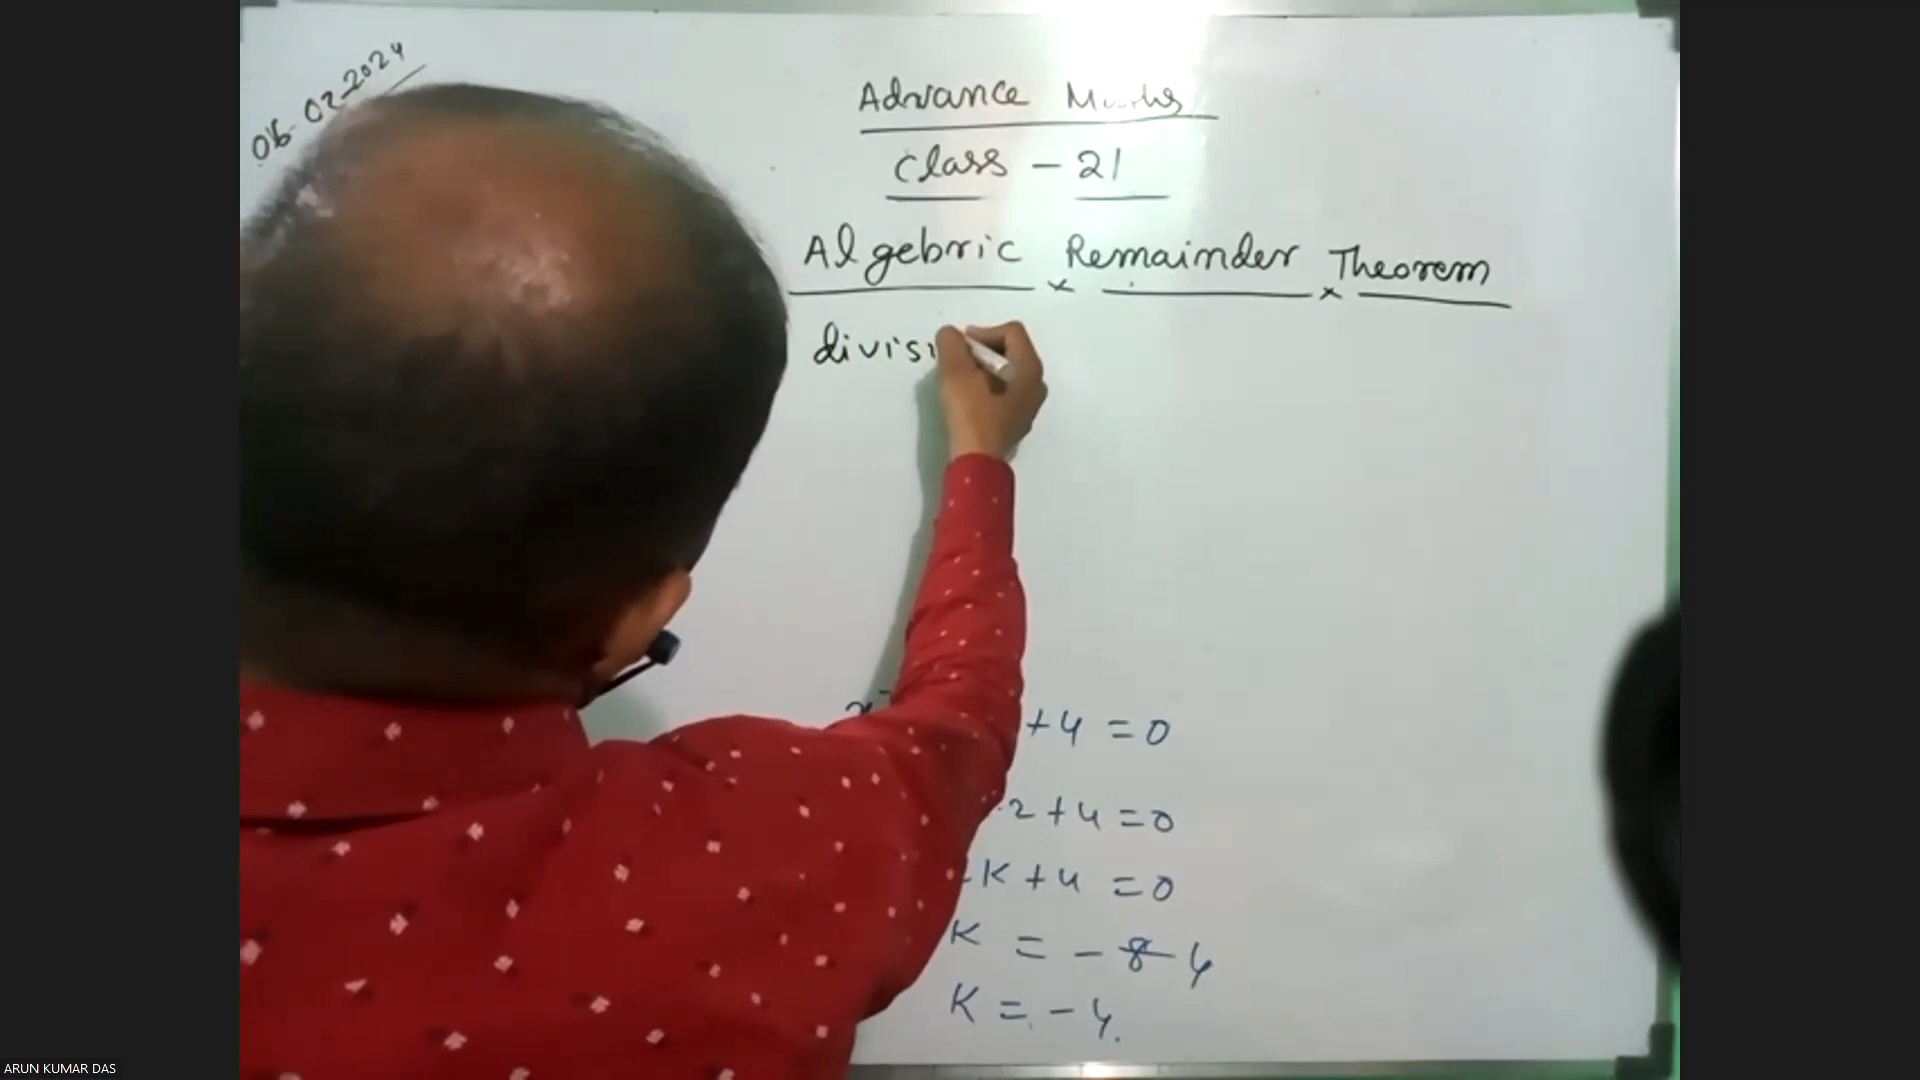 06-02-2024
Advance Maths
Class - 21
Algebric Remainder Theorem
divisi
+4 = 0
2+4 = 0
K+4 = 0
K = - 8 4
K = - 4.
ARUN KUMAR DAS